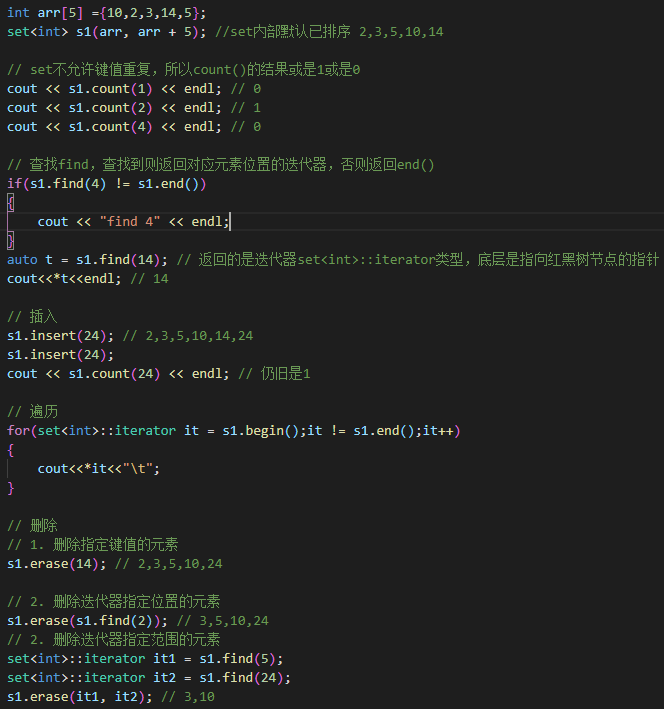 int arr[5] ={10,2,3,14,5};
set<int> s1(arr, arr + 5); //set内部默认已排序 2,3,5,10,14
// set不允许键值重复，所以count()的结果或是1或是0
cout << s1.count(1) << endl; // 0
cout << s1.count(2) << endl; // 1
cout << s1.count(4) << endl; // 0
// 查找find，查找到则返回对应元素位置的迭代器，否则返回end()
if(s1.find(4) != s1.end())
{
cout << "find 4" << endl;
}
auto t = s1.find(14); // 返回的是迭代器set<int>::iterator类型，底层是指向红黑树节点的指针
cout<<*t<<endl; // 14
// 插入
s1.insert(24); // 2,3,5,10,14,24
s1.insert(24);
cout << s1.count(24) << endl; // 仍旧是1
// 遍历
for(set<int>::iterator it = s1.begin();it != s1.end();it++)
{
cout<<*it<<"\t";
}
// 删除
// 1. 删除指定键值的元素
s1.erase(14); // 2,3,5,10,24
// 2. 删除迭代器指定位置的元素
s1.erase(s1.find(2)); // 3,5,10,24
// 2. 删除迭代器指定范围的元素
set<int>::iterator it1 = s1.find(5);
set<int>::iterator it2 = s1.find(24);
s1.erase(it1, it2); // 3,10